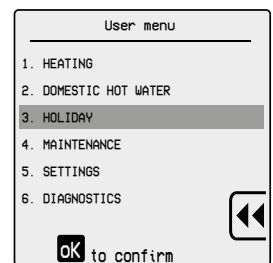 User menu
1. HEATING
2. DOMESTIC HOT WATER
3. HOLIDAY
4. MAINTENANCE
5. SETTINGS
6. DIAGNOSTICS
oK to confirm